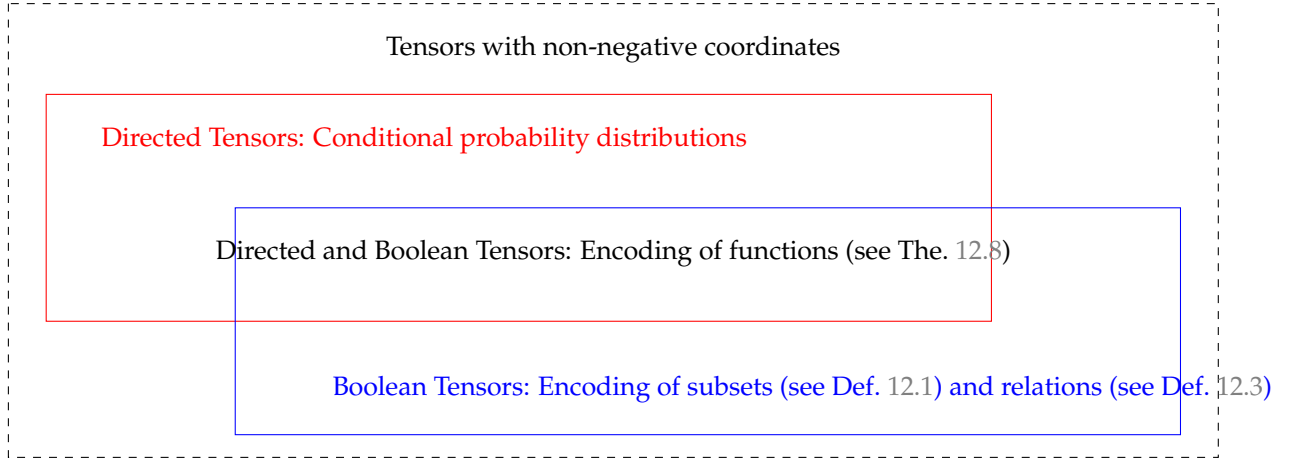 Tensors with non-negative coordinates
Directed Tensors: Conditional probability distributions
Directed and Boolean Tensors: Encoding of functions (see The. 12.8)
Boolean Tensors: Encoding of subsets (see Def. 12.1) and relations (see Def. 12.3)